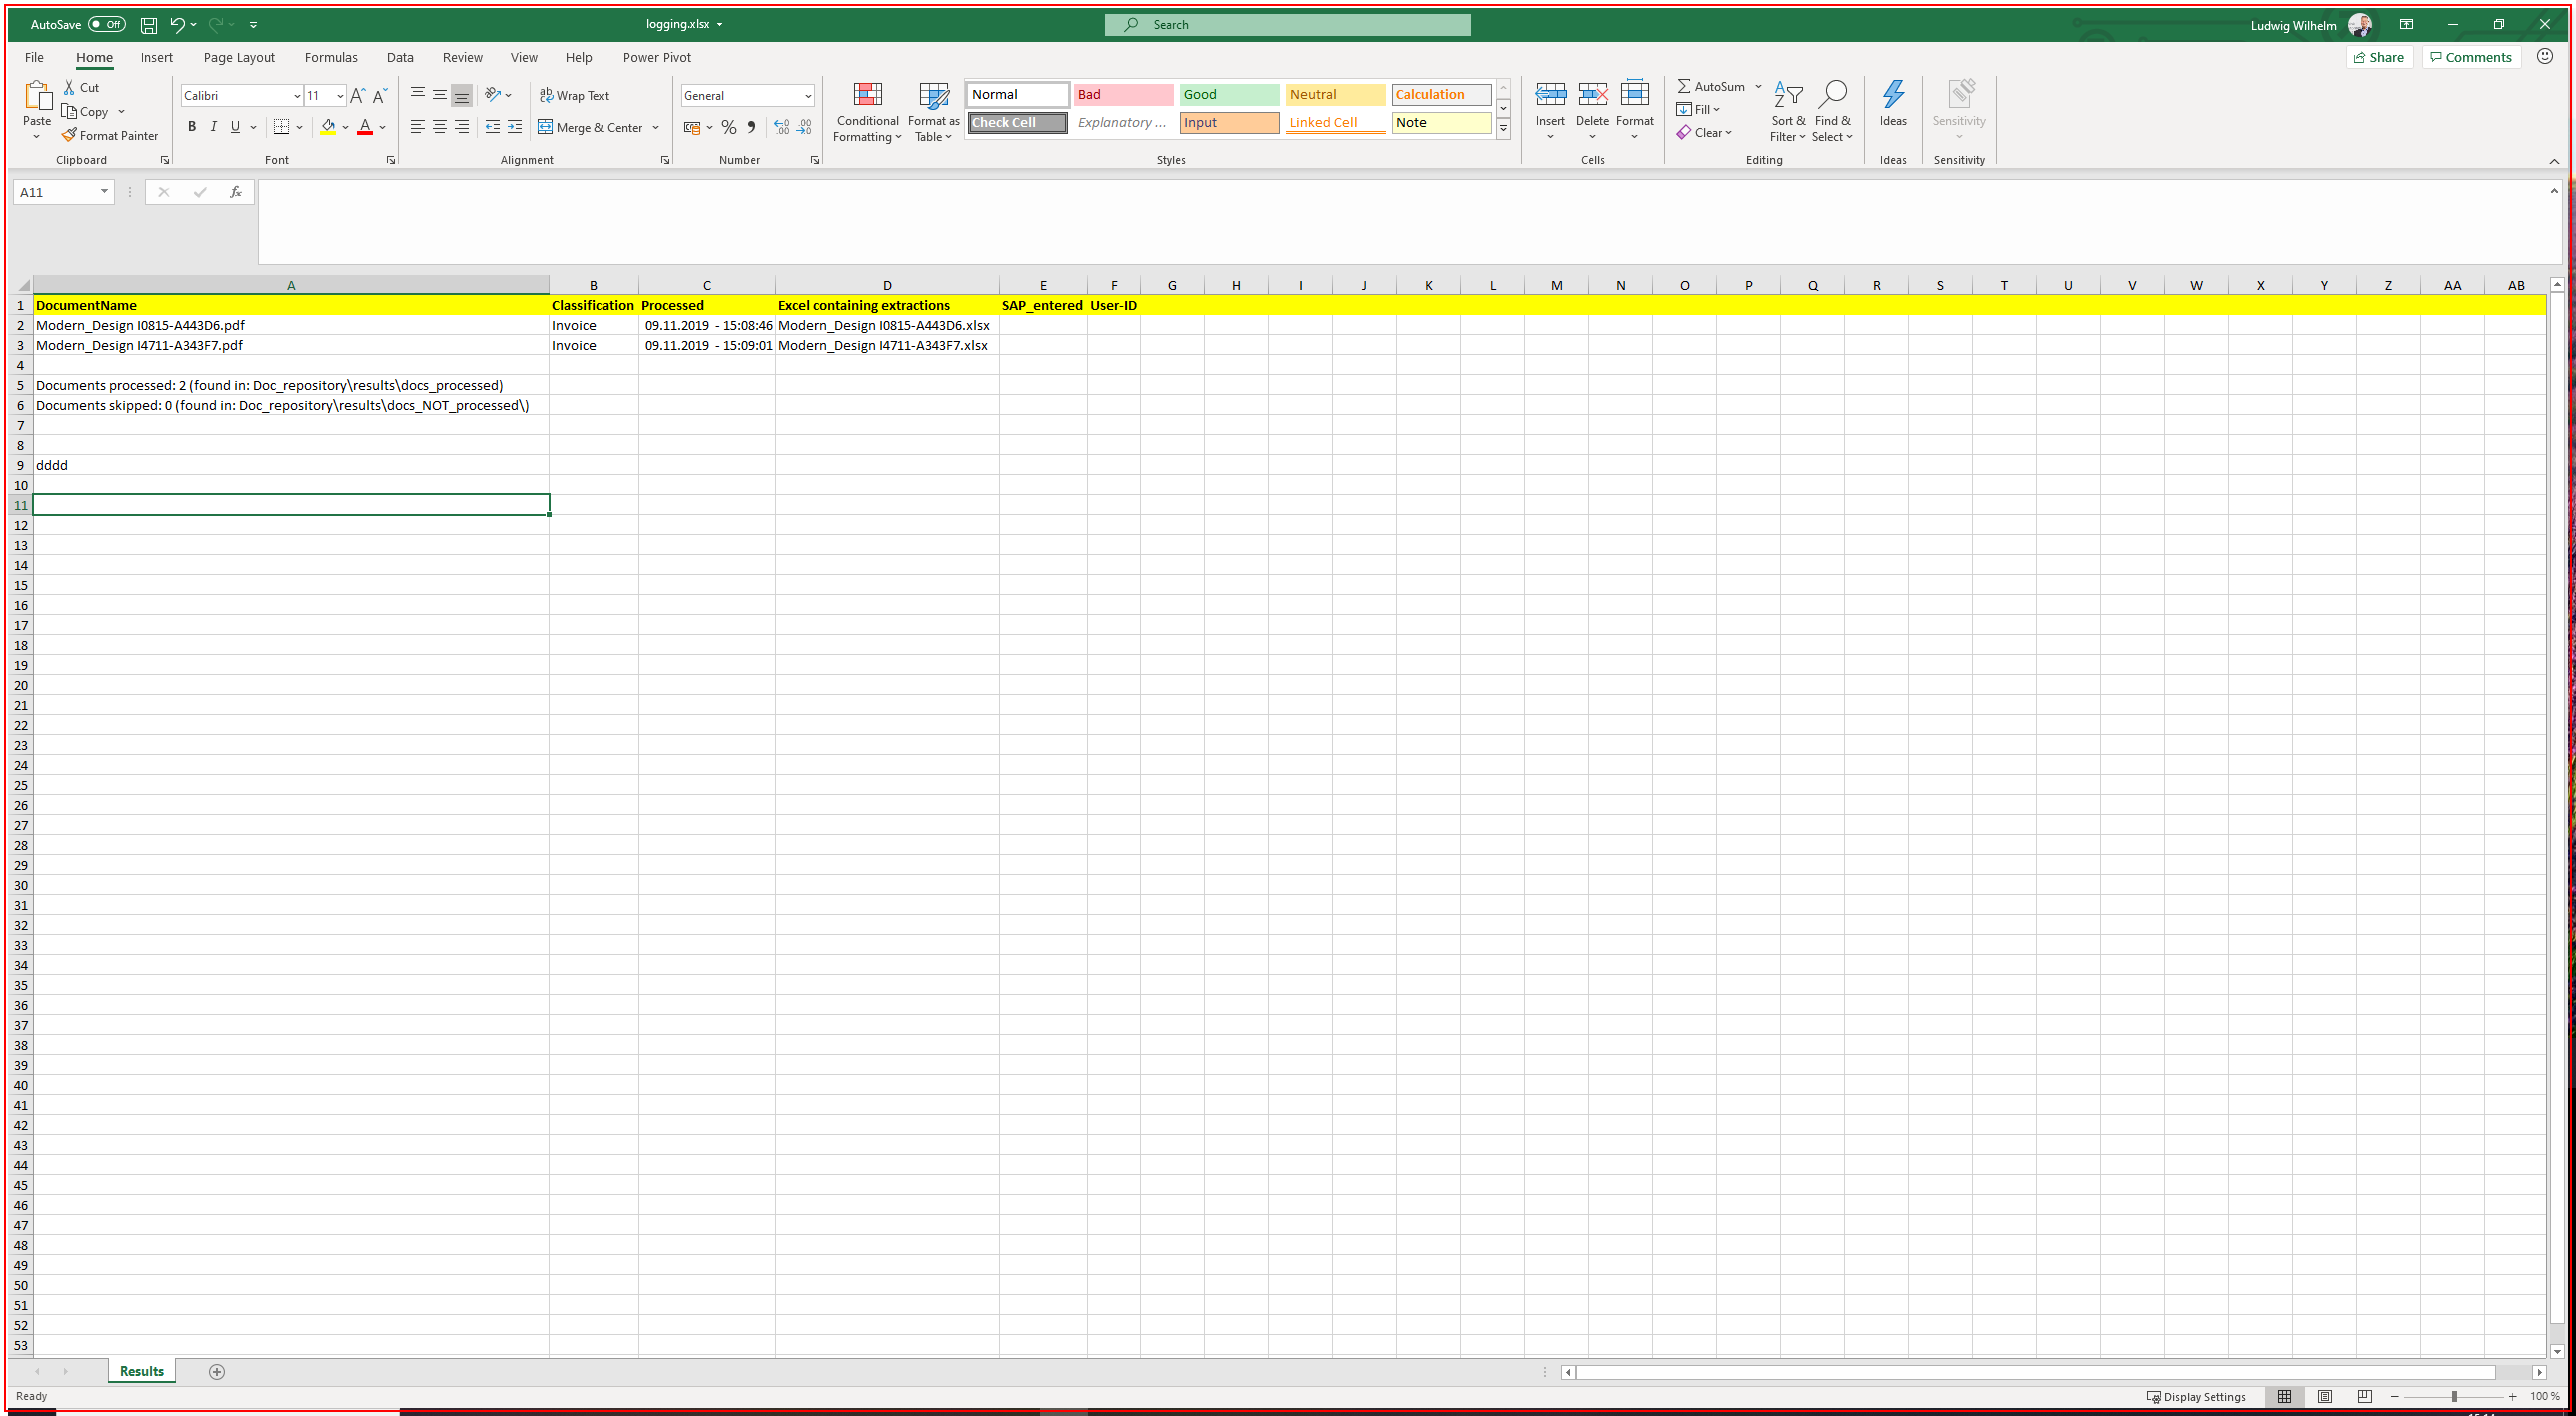 AutoSave Off logging.xlsx Search Ludwig Wilhelm
File Home Insert Page Layout Formulas Data Review View Help Power Pivot Share Comments
Paste
Cut
Copy
Format Painter
Clipboard
Calibri 11
B I U
Font
Wrap Text
Merge & Center
Alignment
General
%
Number
Conditional Formatting
Format as Table
Normal Bad Good Neutral Calculation
Check Cell Explanatory ... Input Linked Cell Note
Styles
Insert Delete Format
Cells
AutoSum
Fill
Clear
Sort & Filter
Find & Select
Editing
Ideas
Ideas
Sensitivity
Sensitivity
A11 fx
A B C D E F G H I J K L M N O P Q R S T U V W X Y Z AA AB
1 DocumentName Classification Processed Excel containing extractions SAP_entered User-ID
2 Modern_Design I0815-A443D6.pdf Invoice 09.11.2019 - 15:08:46 Modern_Design I0815-A443D6.xlsx
3 Modern_Design I4711-A343F7.pdf Invoice 09.11.2019 - 15:09:01 Modern_Design I4711-A343F7.xlsx
4
5 Documents processed: 2 (found in: Doc_repository\results\docs_processed)
6 Documents skipped: 0 (found in: Doc_repository\results\docs_NOT_processed\)
7
8
9 dddd
10
11
12
13
14
15
16
17
18
19
20
21
22
23
24
25
26
27
28
29
30
31
32
33
34
35
36
37
38
39
40
41
42
43
44
45
46
47
48
49
50
51
52
53
Results
Ready Display Settings 100 %